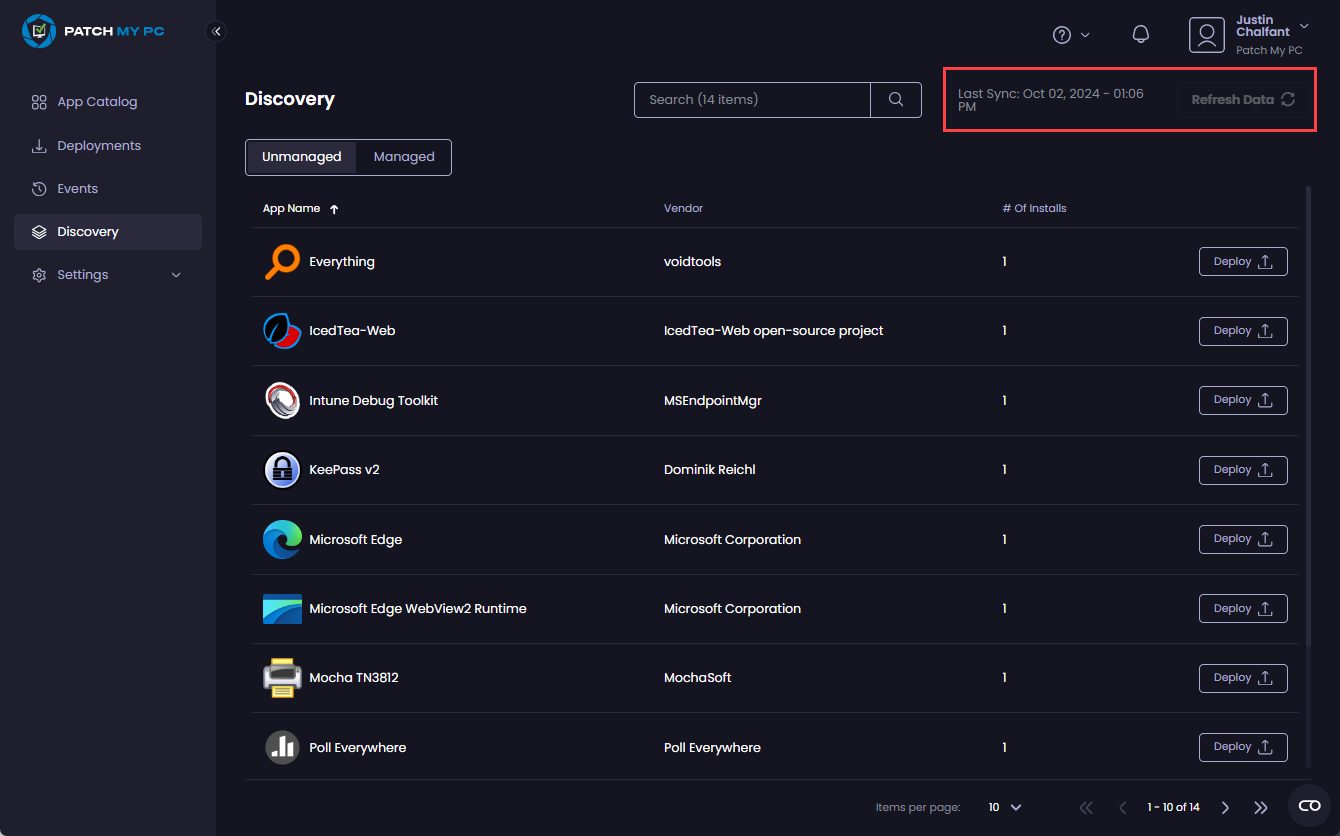 PATCH MY PC
Justin
Chalfant
Patch My PC
App Catalog
Deployments
Events
Discovery
Settings
Discovery
Search (14 items)
Last Sync: Oct 02, 2024 - 01:06
PM
Refresh Data
Unmanaged Managed
App Name Vendor # Of Installs
Everything voidtools 1 Deploy
IcedTea-Web IcedTea-Web open-source project 1 Deploy
Intune Debug Toolkit MSEndpointMgr 1 Deploy
KeePass v2 Dominik Reichl 1 Deploy
Microsoft Edge Microsoft Corporation 1 Deploy
Microsoft Edge WebView2 Runtime Microsoft Corporation 1 Deploy
Mocha TN3812 MochaSoft 1 Deploy
Poll Everywhere Poll Everywhere 1 Deploy
Items per page: 10 1 - 10 of 14